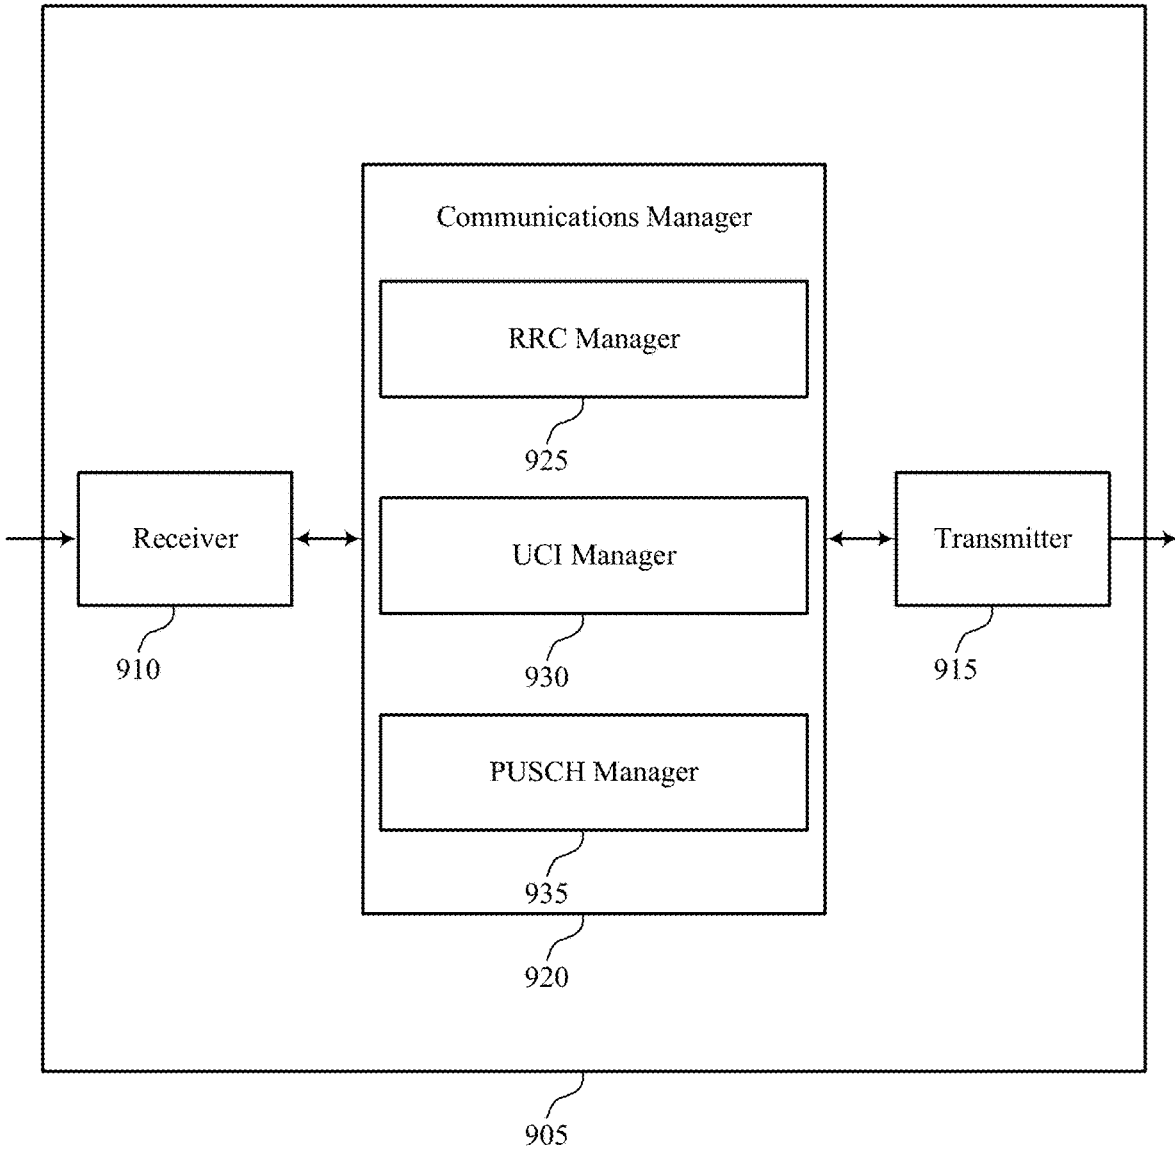 Communications Manager
RRC Manager
925
Receiver
910
UCI Manager
930
Transmitter
915
PUSCH Manager
935
920
905